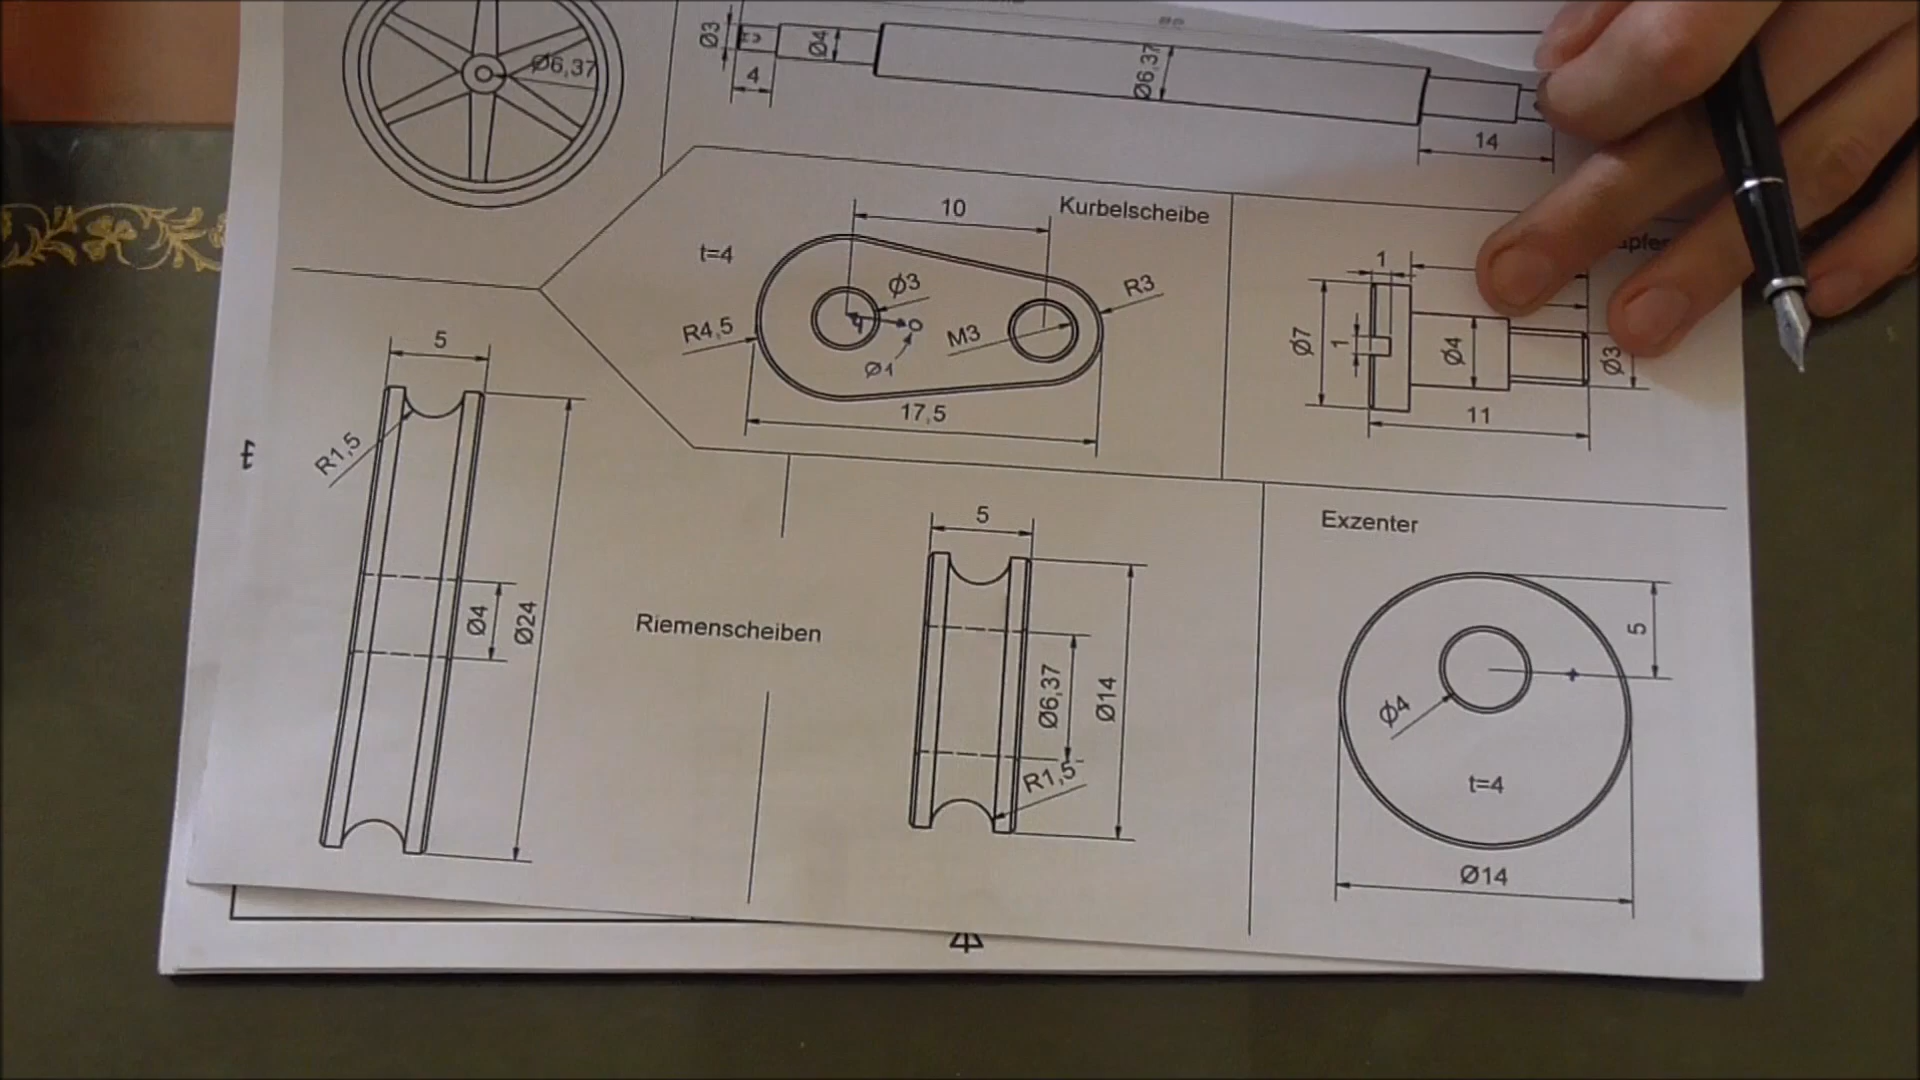 Ø6,37
Ø3
4
Ø4
Ø6,37
14
Kurbelscheibe
10
t=4
Ø3
R3
R4,5
M3
4
Ø1
17,5
1
Ø7
1
Ø4
Ø3
11
5
R1,5
Ø4
Ø24
Riemenscheiben
5
Ø6,37
Ø14
R1,5
Exzenter
5
Ø4
t=4
Ø14